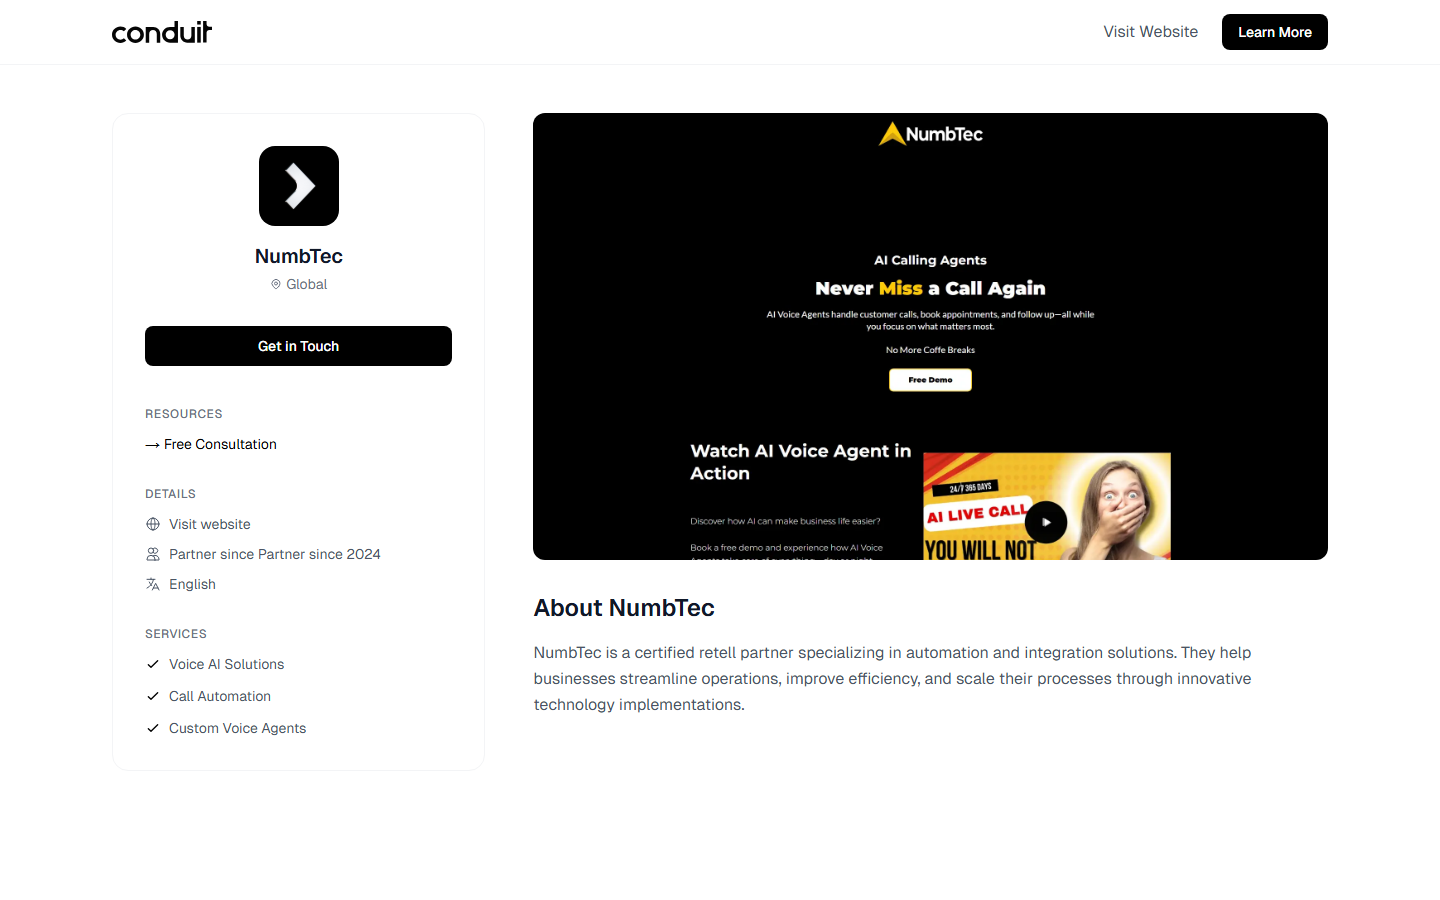 conduit
Visit Website
Learn More
NumbTec
Global
Get in Touch
RESOURCES
→ Free Consultation
DETAILS
Visit website
Partner since Partner since 2024
English
SERVICES
Voice AI Solutions
Call Automation
Custom Voice Agents
NumbTec
AI Calling Agents
Never Miss a Call Again
AI Voice Agents handle customer calls, book appointments, and follow up—all while
you focus on what matters most.
No More Coffe Breaks
Free Demo
Watch AI Voice Agent in
Action
Discover how AI can make business life easier?
Book a free demo and experience how AI Voice
24/7 365 DAYS
AI LIVE CALL
YOU WILL NOT
About NumbTec
NumbTec is a certified retell partner specializing in automation and integration solutions. They help
businesses streamline operations, improve efficiency, and scale their processes through innovative
technology implementations.